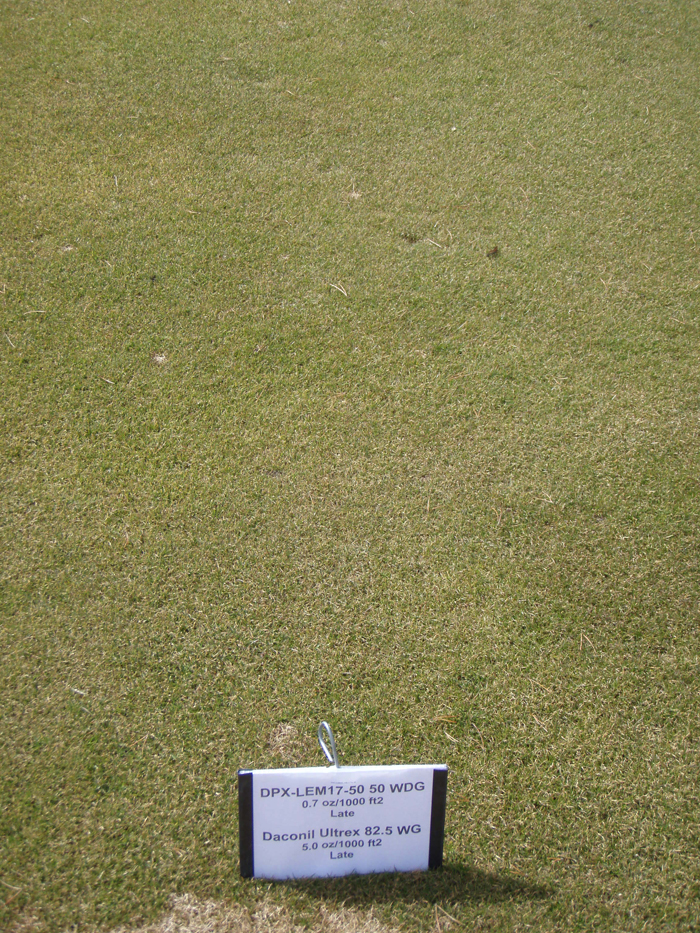 DPX-LEM17-50 50 WDG
0.7 oz/1000 ft2
Late
Daconil Ultrex 82.5 WG
5.0 oz/1000 ft2
Late